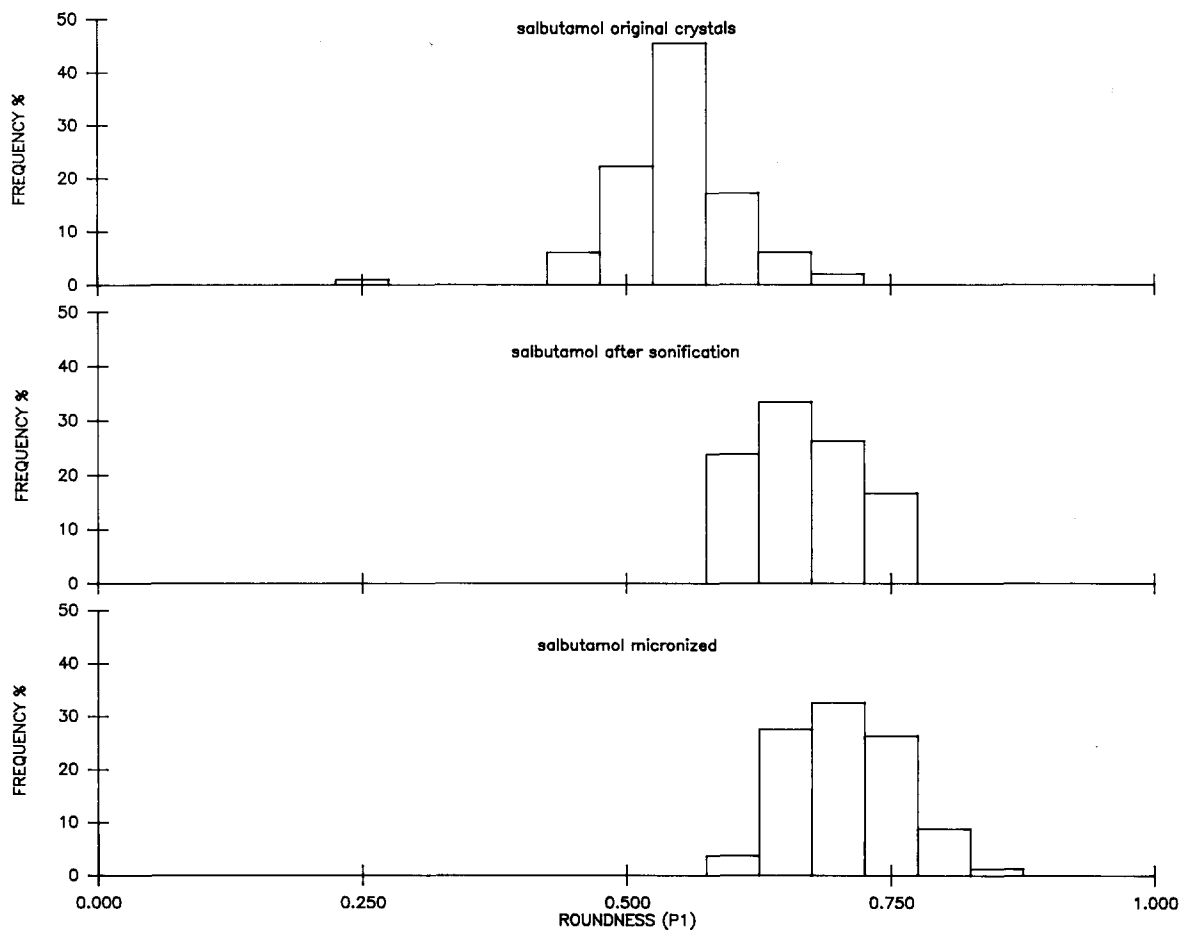 salbutamol original crystals
50
40
30
20
10
0
FREQUENCY %
salbutamol after sonification
50
40
30
20
10
0
FREQUENCY %
salbutamol micronized
50
40
30
20
10
0
FREQUENCY %
0.000 0.250 0.500 0.750 1.000
ROUNDNESS (P1)